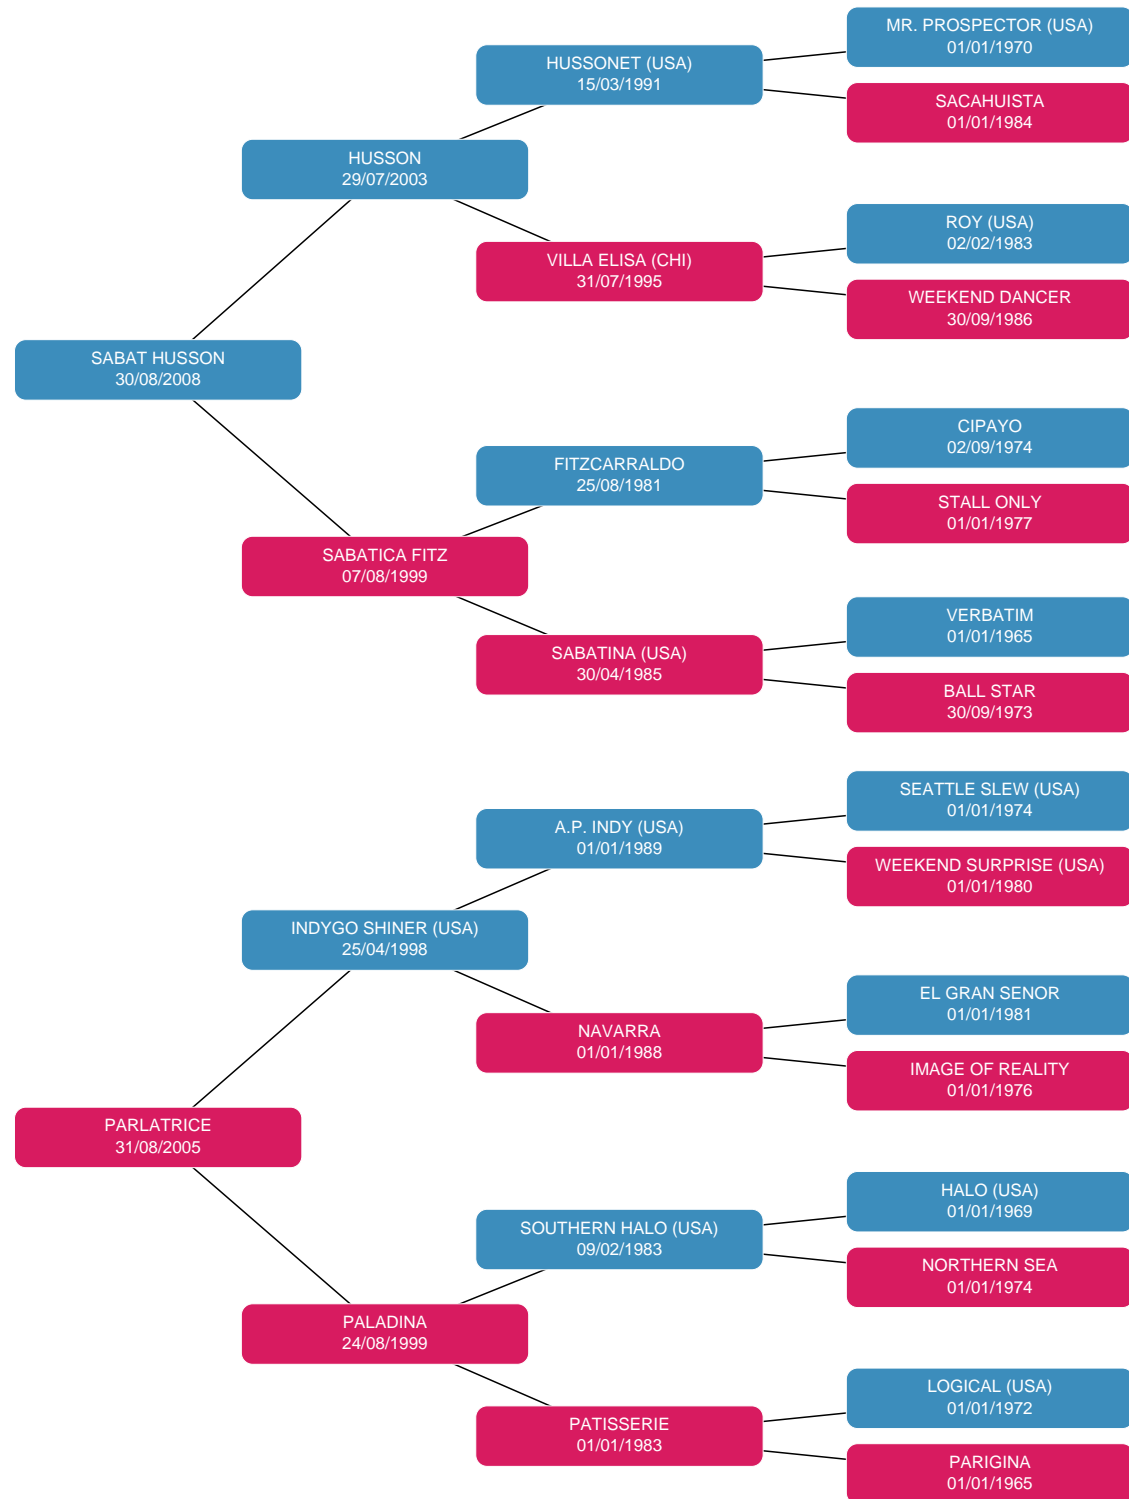 MR. PROSPECTOR (USA)
01/01/1970
HUSSONET (USA)
15/03/1991
SACAHUISTA
01/01/1984
HUSSON
29/07/2003
ROY (USA)
02/02/1983
VILLA ELISA (CHI)
31/07/1995
WEEKEND DANCER
30/09/1986
SABAT HUSSON
30/08/2008
CIPAYO
02/09/1974
FITZCARRALDO
25/08/1981
STALL ONLY
01/01/1977
SABATICA FITZ
07/08/1999
VERBATIM
01/01/1965
SABATINA (USA)
30/04/1985
BALL STAR
30/09/1973
SEATTLE SLEW (USA)
01/01/1974
A.P. INDY (USA)
01/01/1989
WEEKEND SURPRISE (USA)
01/01/1980
INDYGO SHINER (USA)
25/04/1998
EL GRAN SENOR
01/01/1981
NAVARRA
01/01/1988
IMAGE OF REALITY
01/01/1976
PARLATRICE
31/08/2005
HALO (USA)
01/01/1969
SOUTHERN HALO (USA)
09/02/1983
NORTHERN SEA
01/01/1974
PALADINA
24/08/1999
LOGICAL (USA)
01/01/1972
PATISSERIE
01/01/1983
PARIGINA
01/01/1965